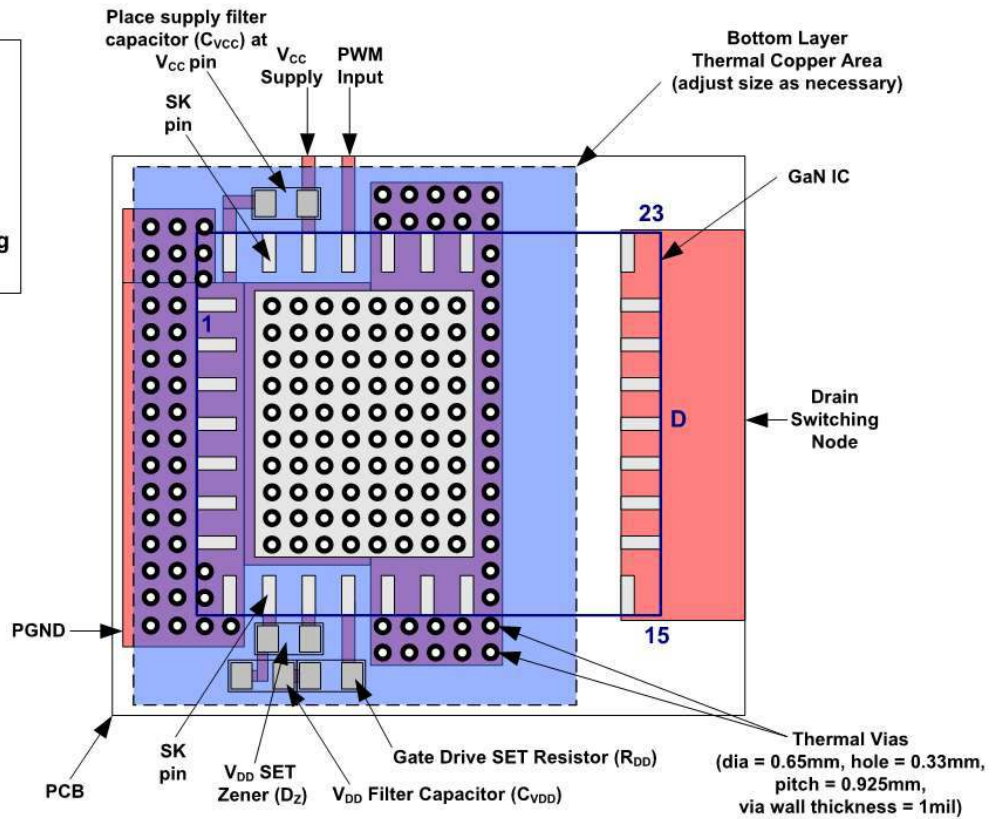 Place supply filter
capacitor (CVCC) at
VCC pin
VCC
Supply
PWM
Input
SK
pin
Bottom Layer
Thermal Copper Area
(adjust size as necessary)
GaN IC
g
23
1
D
Drain
Switching
Node
15
PGND
PCB
SK
pin
VDD SET
Zener (DZ)
VDD Filter Capacitor (CVDD)
Gate Drive SET Resistor (RDD)
Thermal Vias
(dia = 0.65mm, hole = 0.33mm,
pitch = 0.925mm,
via wall thickness = 1mil)